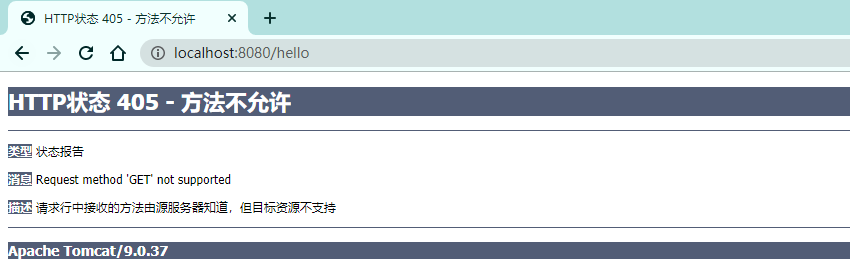 HTTP状态 405 - 方法不允许
localhost:8080/hello
HTTP状态 405 - 方法不允许
类型 状态报告
消息 Request method 'GET' not supported
描述 请求行中接收的方法由源服务器知道，但目标资源不支持
Apache Tomcat/9.0.37